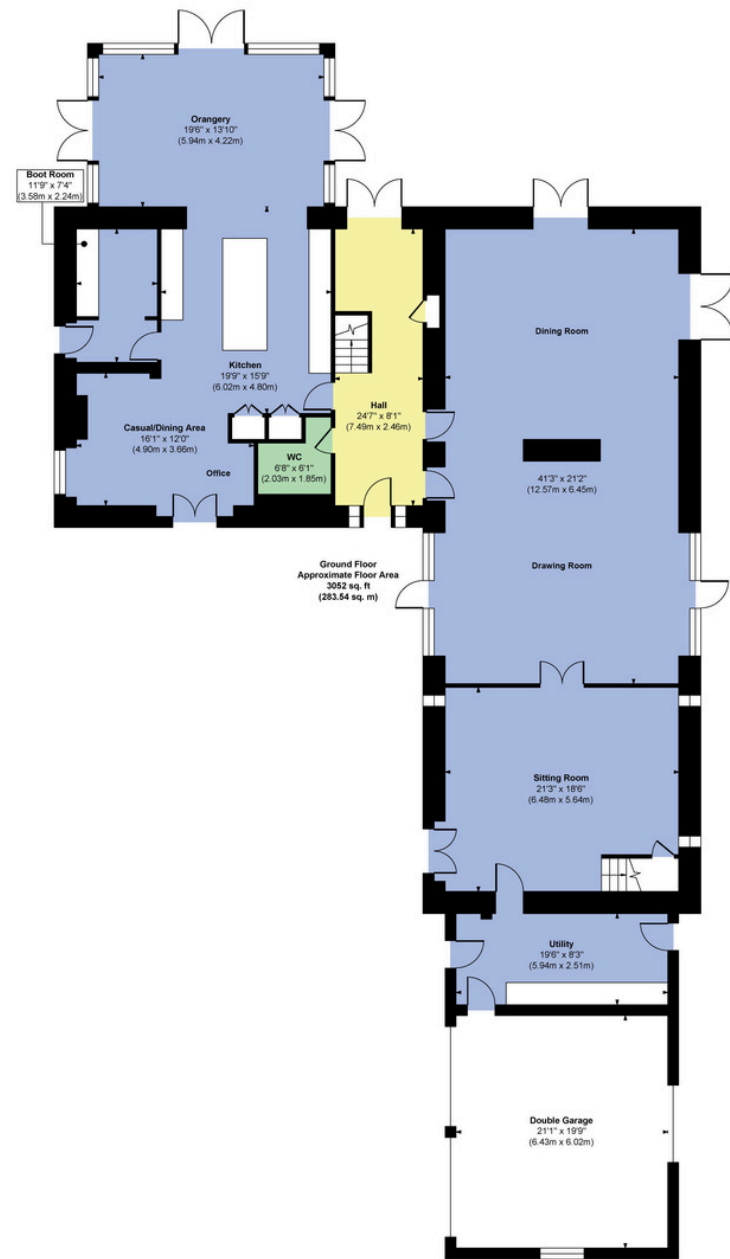 Orangery
19'6" x 13'10"
(5.94m x 4.22m)
Boot Room
11'9" x 7'4"
(3.58m x 2.24m)
Dining Room
Kitchen
19'9" x 15'9"
(6.02m x 4.80m)
Hall
24'7" x 8'1"
(7.49m x 2.46m)
Casual/Dining Area
16'1" x 12'0"
(4.90m x 3.66m)
Office
WC
6'8" x 6'1"
(2.03m x 1.85m)
41'3" x 21'2"
(12.57m x 6.45m)
Ground Floor
Approximate Floor Area
3052 sq. ft
(283.54 sq. m)
Drawing Room
Sitting Room
21'3" x 18'6"
(6.48m x 5.64m)
Utility
19'6" x 8'3"
(5.94m x 2.51m)
Double Garage
21'1" x 19'9"
(6.43m x 6.02m)